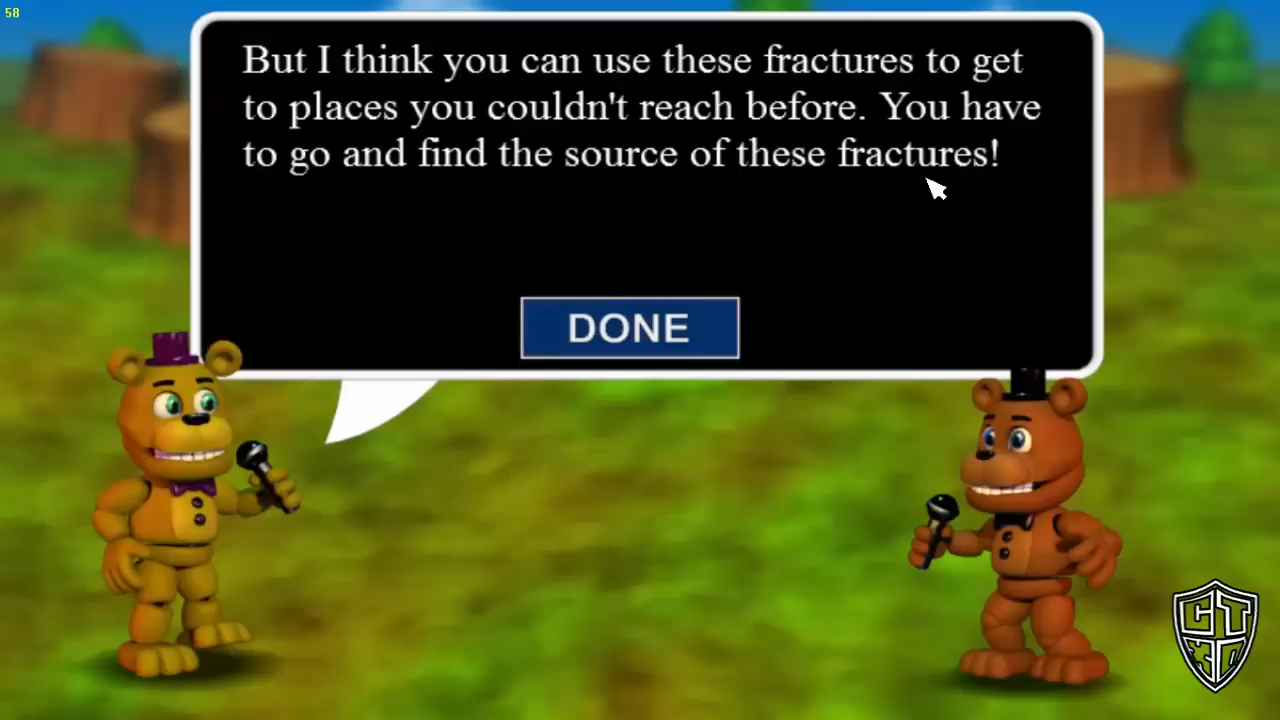 58
But I think you can use these fractures to get
to places you couldn't reach before. You have
to go and find the source of these fractures!
DONE